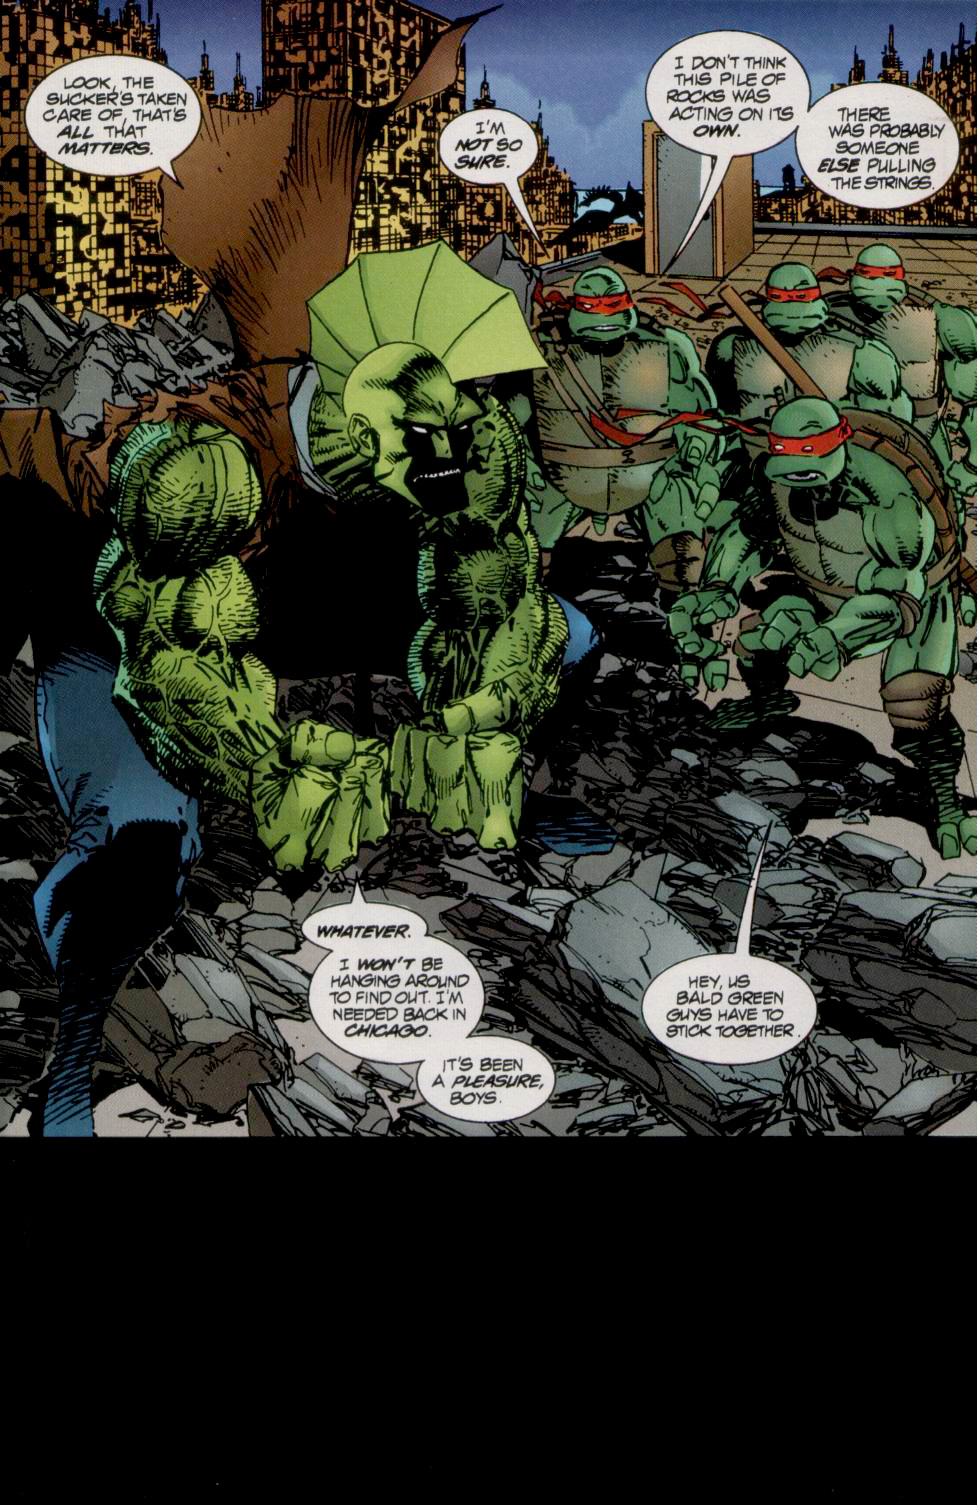 LOOK, THE
SUCKER'S TAKEN
CARE OF, THAT'S
ALL THAT
MATTERS.
I'M
NOT SO
SURE.
I DON'T THINK
THIS PILE OF
ROCKS WAS
ACTING ON ITS
OWN.
THERE
WAS PROBABLY
SOMEONE
ELSE PULLING
THE STRINGS.
WHATEVER.
I WON'T BE
HANGING AROUND
TO FIND OUT. I'M
NEEDED BACK IN
CHICAGO.
IT'S BEEN
A PLEASURE,
BOYS.
HEY, US
BALD GREEN
GUYS HAVE TO
STICK TOGETHER.